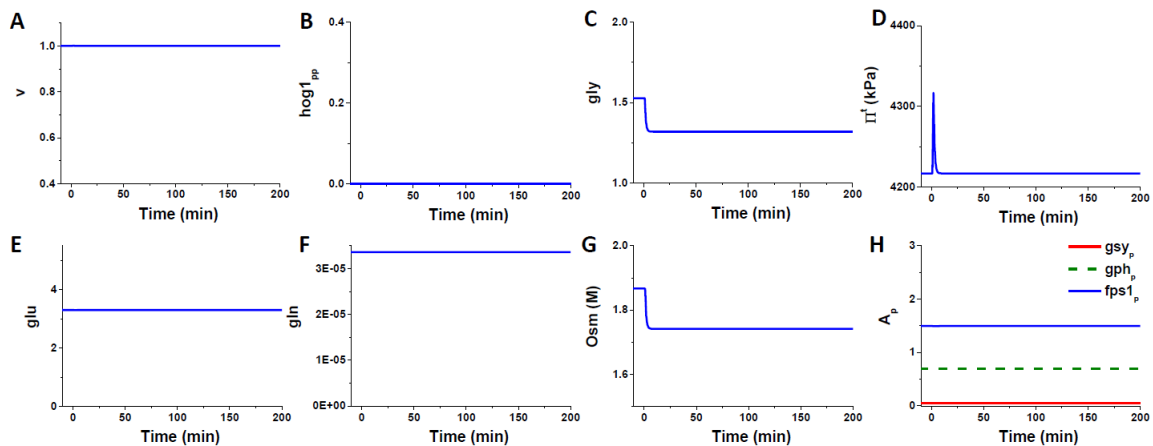 A
1.0
0.8
0.6
0.4
v
0
50
100
150
200
Time (min)
B
0.4
0.2
0.0
hog1pp
0
50
100
150
200
Time (min)
C
2.0
1.5
1.0
gly
0
50
100
150
200
Time (min)
D
4400
4300
4200
Πt (kPa)
0
50
100
150
200
Time (min)
E
4
2
0
glu
0
50
100
150
200
Time (min)
F
3E-05
2E-05
1E-05
0E+00
gln
0
50
100
150
200
Time (min)
G
2.0
1.8
1.6
Osm (M)
0
50
100
150
200
Time (min)
H
3
2
1
0
Ap
gsyp
gphp
fps1p
0
50
100
150
200
Time (min)